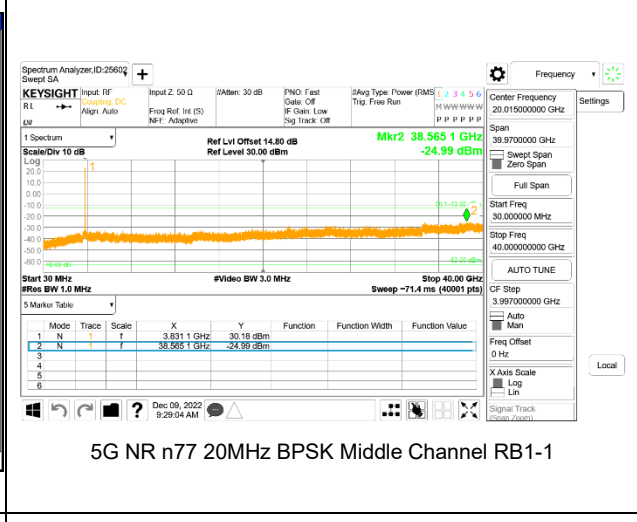 Spectrum Analyzer,ID:25602
Swept SA
+
Frequency
KEYSIGHT Input: RF
Coupling: DC
Align: Auto
Input Z: 50 Ω
Freq Ref: Int (S)
NFE: Adaptive
#Atten: 30 dB
PNO: Fast
Gate: Off
IF Gain: Low
Sig Track: Off
#Avg Type: Power (RMS
Trig: Free Run
1 2 3 4 5 6
M W W W W W
P P P P P P
RL
Center Frequency
20.015000000 GHz
Settings
1 Spectrum
Scale/Div 10 dB
Ref Lvl Offset 14.80 dB
Ref Level 30.00 dBm
Mkr2 38.565 1 GHz
-24.99 dBm
Span
39.9700000 GHz
Swept Span
Zero Span
Full Span
Log
20.0
10.0
0.00
-10.0
-20.0
-30.0
-40.0
-50.0
-60.0
1
2
Start Freq
30.000000 MHz
Stop Freq
40.000000000 GHz
AUTO TUNE
Start 30 MHz
#Res BW 1.0 MHz
#Video BW 3.0 MHz
Stop 40.00 GHz
Sweep ~71.4 ms (40001 pts)
CF Step
3.997000000 GHz
Auto
Man
5 Marker Table
Mode Trace Scale X Y Function Function Width Function Value
1 N 1 f 3.831 1 GHz 30.18 dBm
2 N 1 f 38.565 1 GHz -24.99 dBm
3
4
5
6
Freq Offset
0 Hz
X Axis Scale
Log
Lin
Local
Signal Track
(Span Zoom)
? Dec 09, 2022
9:29:04 AM
5G NR n77 20MHz BPSK Middle Channel RB1-1